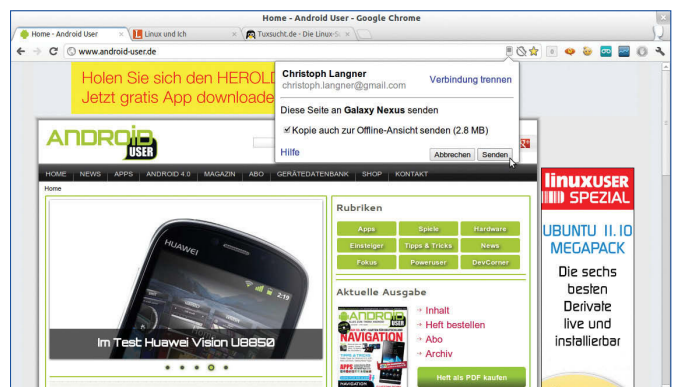 Home - Android User - Google Chrome
Home - Android User
Linux und Ich
Tuxsucht.de - Die Linux-S
www.android-user.de
Holen Sie sich den HEROL
Jetzt gratis App downloade
Christoph Langner
christoph.langner@gmail.com
Verbindung trennen
Diese Seite an Galaxy Nexus senden
Kopie auch zur Offline-Ansicht senden (2.8 MB)
Hilfe
Abbrechen
Senden
ANDROID
USER
HOME NEWS APPS ANDROID 4.0 MAGAZIN ABO GERÄTEDATENBANK SHOP KONTAKT
Home
HUAWEI
2:19
Im Test Huawei Vision U8850
Rubriken
Apps Spiele Hardware
Einsteiger Tipps & Tricks News
Fokus Poweruser DevCorner
Aktuelle Ausgabe
ANDROID
USER
NAVIGATION
NAVIGATION
Inhalt
Heft bestellen
Abo
Archiv
Heft als PDF kaufen
linuxUSER
SPEZIAL
UBUNTU 11.10
MEGAPACK
Die sechs
besten
Derivate
live und
installierbar